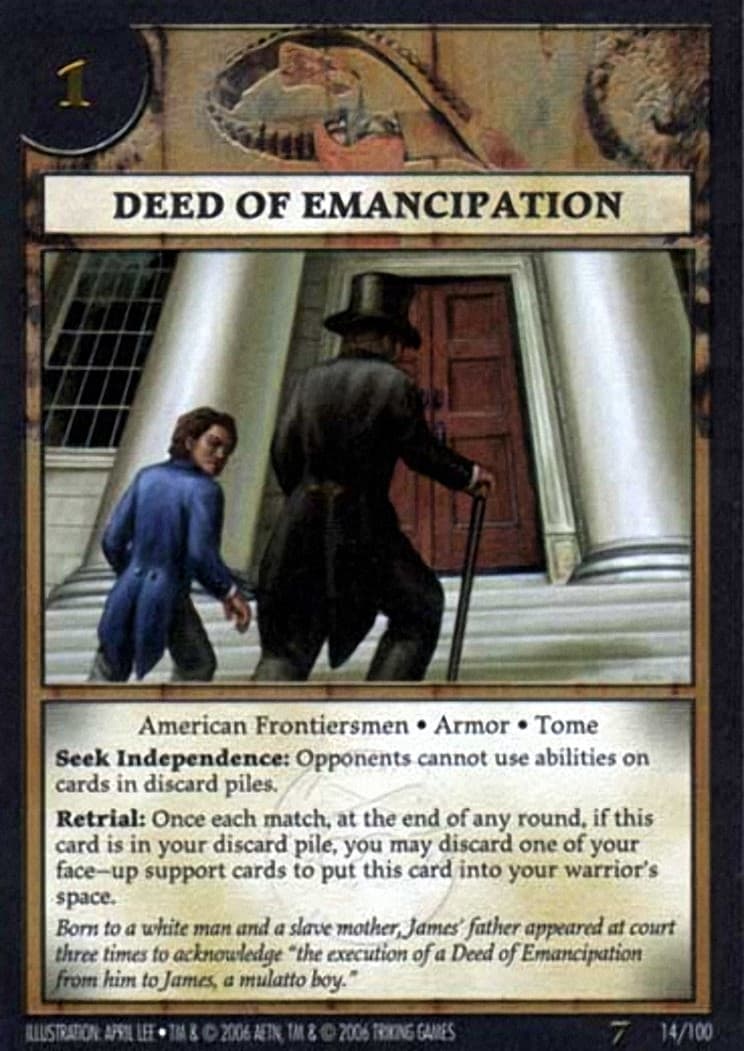 1
DEED OF EMANCIPATION
American Frontiersmen • Armor • Tome
Seek Independence: Opponents cannot use abilities on
cards in discard piles.
Retrial: Once each match, at the end of any round, if this
card is in your discard pile, you may discard one of your
face-up support cards to put this card into your warrior's
space.
Born to a white man and a slave mother, James' father appeared at court
three times to acknowledge "the execution of a Deed of Emancipation
from him to James, a mulatto boy."
ILLUSTRATION: APRIL LEE • TM & © 2006 AETN, TM & © 2006 TRIKING GAMES 7 14/100